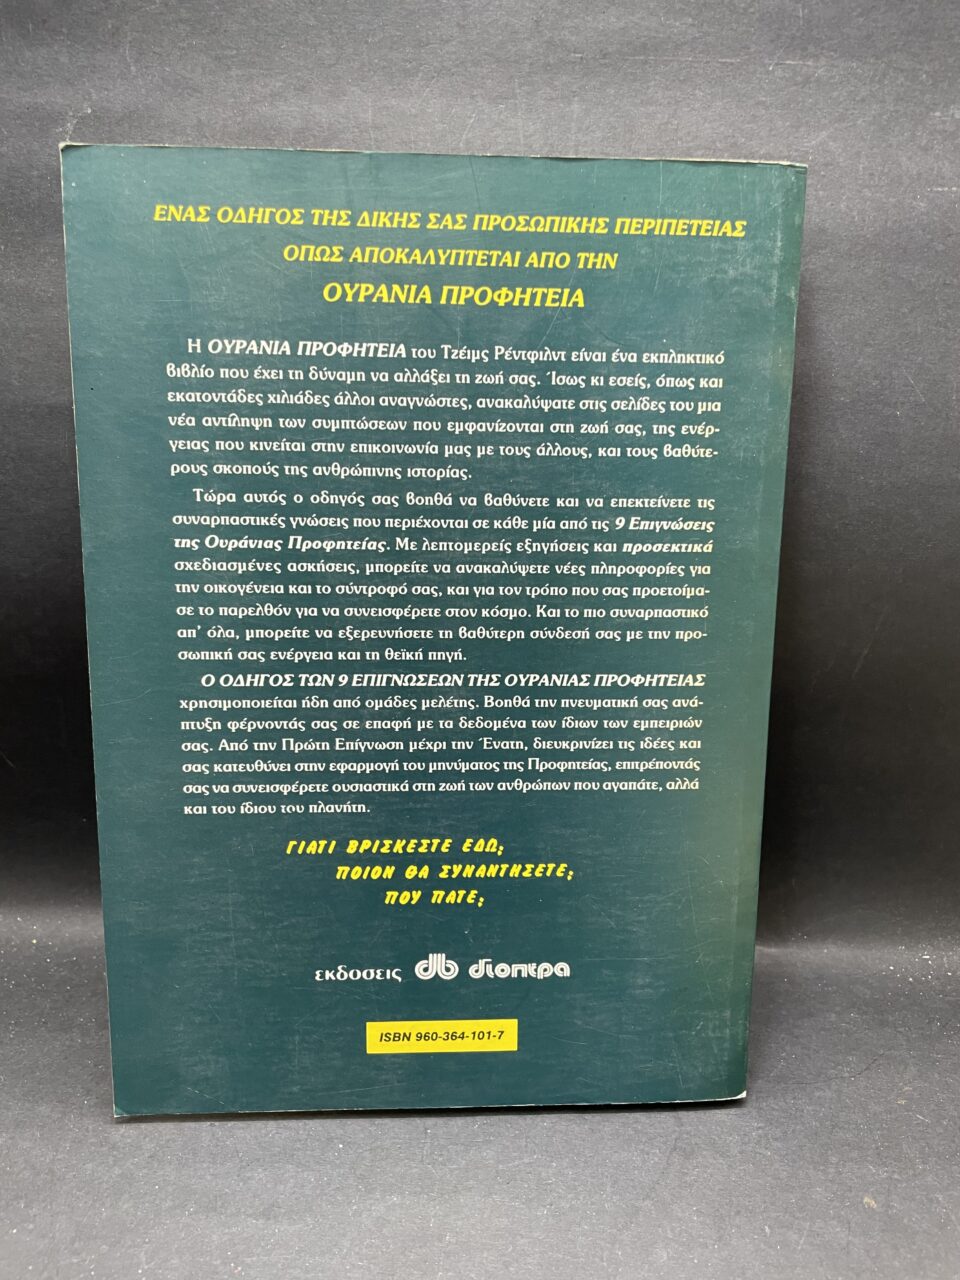 ΕΝΑΣ ΟΔΗΓΟΣ ΤΗΣ ΔΙΚΗΣ ΣΑΣ ΠΡΟΣΩΠΙΚΗΣ ΠΕΡΙΠΕΤΕΙΑΣ
ΟΠΩΣ ΑΠΟΚΑΛΥΠΤΕΤΑΙ ΑΠΟ ΤΗΝ
ΟΥΡΑΝΙΑ ΠΡΟΦΗΤΕΙΑ
Η ΟΥΡΑΝΙΑ ΠΡΟΦΗΤΕΙΑ του Τζέιμς Ρέντφιλντ είναι ένα εκπληκτικό
βιβλίο που έχει τη δύναμη να αλλάξει τη ζωή σας. Ίσως κι εσείς, όπως και
εκατοντάδες χιλιάδες άλλοι αναγνώστες, ανακαλύψατε στις σελίδες του μια
νέα αντίληψη των συμπτώσεων που εμφανίζονται στη ζωή σας, της ενέρ-
γειας που κινείται στην επικοινωνία μας με τους άλλους, και τους βαθύτε-
ρους σκοπούς της ανθρώπινης ιστορίας.
Τώρα αυτός ο οδηγός σας βοηθά να βαθύνετε και να επεκτείνετε τις
συναρπαστικές γνώσεις που περιέχονται σε κάθε μία από τις 9 Επιγνώσεις
της Ουράνιας Προφητείας. Με λεπτομερείς εξηγήσεις και προσεκτικά
σχεδιασμένες ασκήσεις, μπορείτε να ανακαλύψετε νέες πληροφορίες για
την οικογένεια και το σύντροφό σας, και για τον τρόπο που σας προετοίμα-
σε το παρελθόν για να συνεισφέρετε στον κόσμο. Και το πιο συναρπαστικό
απ' όλα, μπορείτε να εξερευνήσετε τη βαθύτερη σύνδεσή σας με την προ-
σωπική σας ενέργεια και τη θεϊκή πηγή.
Ο ΟΔΗΓΟΣ ΤΩΝ 9 ΕΠΙΓΝΩΣΕΩΝ ΤΗΣ ΟΥΡΑΝΙΑΣ ΠΡΟΦΗΤΕΙΑΣ
χρησιμοποιείται ήδη από ομάδες μελέτης. Βοηθά την πνευματική σας ανά-
πτυξη φέρνοντάς σας σε επαφή με τα δεδομένα των ίδιων των εμπειριών
σας. Από την Πρώτη Επίγνωση μέχρι την Ένατη, διευκρινίζει τις ιδέες και
σας κατευθύνει στην εφαρμογή του μηνύματος της Προφητείας, επιτρέποντάς
σας να συνεισφέρετε ουσιαστικά στη ζωή των ανθρώπων που αγαπάτε, αλλά
και του ίδιου του πλανήτη.
ΓΙΑΤΙ ΒΡΙΣΚΕΣΤΕ ΕΔΩ;
ΠΟΙΟΝ ΘΑ ΣΥΝΑΝΤΗΣΕΤΕ;
ΠΟΥ ΠΑΤΕ;
εκδοσεις db διοπτρα
ISBN 960-364-101-7